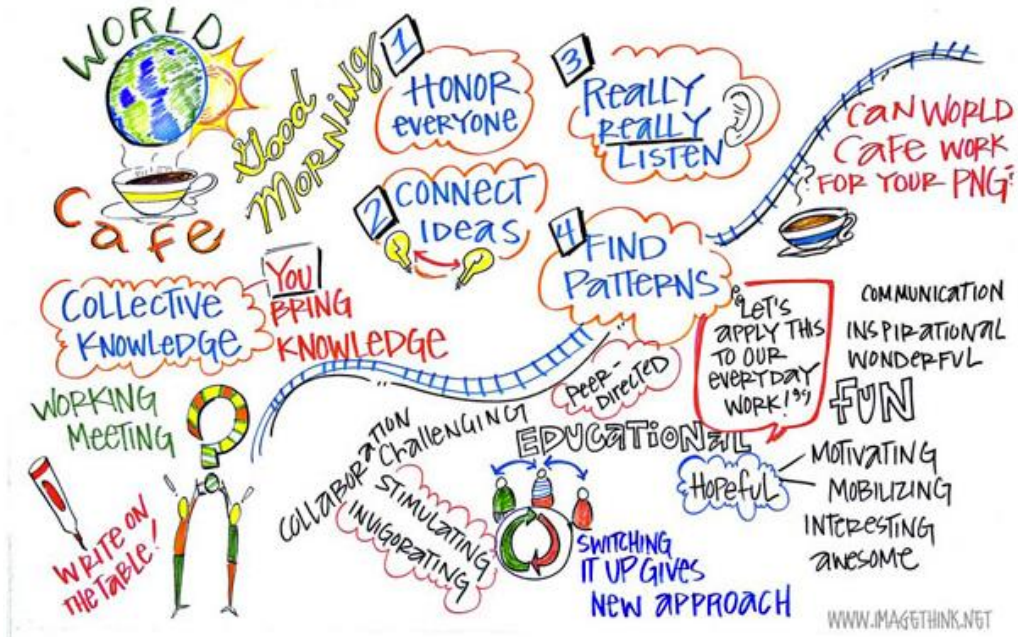 WORLD
Cafe
Good
MORNING
1
HONOR
everyone
2
CONNECT
IDeas
3
Really
Really
LISTEN
4
FIND
PaTTeRNS
CaN WORLD
CaFe WORK
FOR YOUR PNG?
COLLeCTIVe
KNOWLeDGe
YOU
BRING
KNOWLeDGe
WORKING
MeeTING
WRITe ON
THe TaBLe!
PeeR-
DIRecTeD
"LeT'S
aPPLY THIS
TO OUR
eveRYDaY
WORK!"
COMMUNICaTION
INSPIRaTIONaL
WONDeRFUL
FUN
COLLaBORaTION
CHaLLeNGING
STIMULaTING
INVIGORaTING
eDUCaTIONaL
HOPeFUL
MOTIVaTING
MOBILIZING
INTeResTING
aWesoMe
SWITCHING
IT UP GIVeS
NeW aPPROaCH
WWW.IMAGETHINK.NET